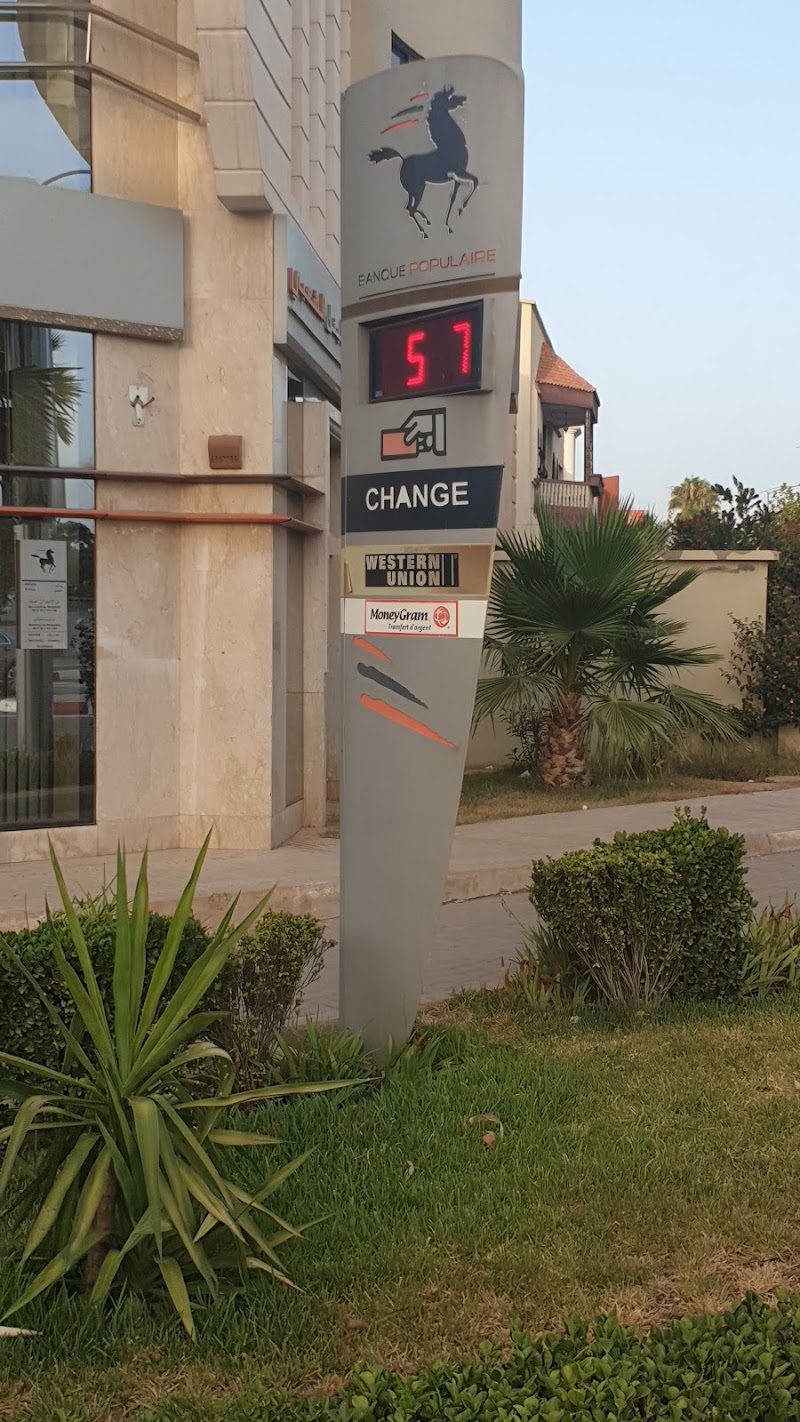 BANQUE POPULAIRE
57
CHANGE
WESTERN
UNION
MoneyGram
Transfert d'argent